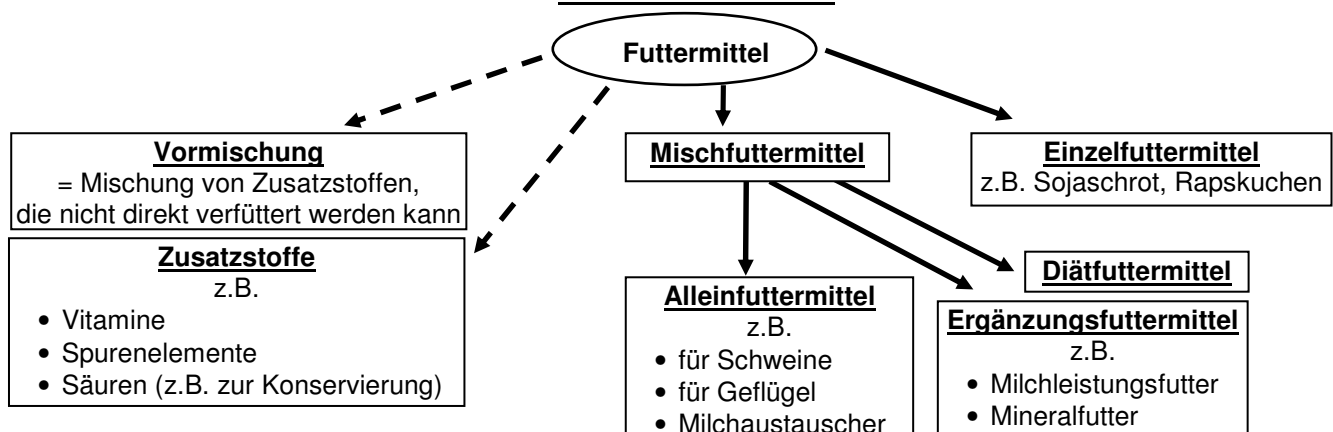 Futtermittel
Vormischung
= Mischung von Zusatzstoffen,
die nicht direkt verfüttert werden kann
Mischfuttermittel
Einzelfuttermittel
z.B. Sojaschrot, Rapskuchen
Zusatzstoffe
z.B.
• Vitamine
• Spurenelemente
• Säuren (z.B. zur Konservierung)
Alleinfuttermittel
z.B.
• für Schweine
• für Geflügel
• Milchaustauscher
Diätfuttermittel
Ergänzungsfuttermittel
z.B.
• Milchleistungsfutter
• Mineralfutter